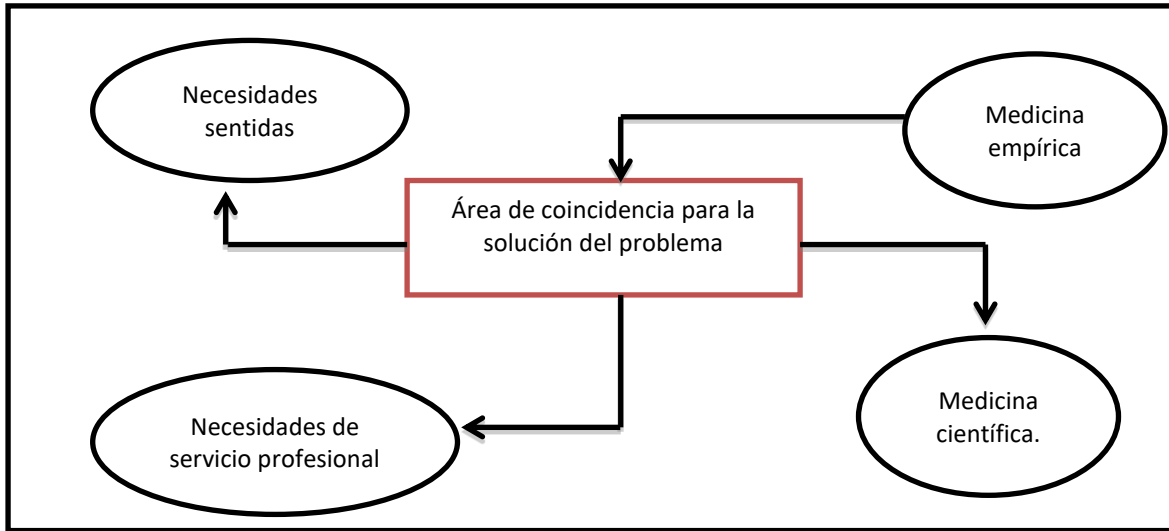 Necesidades
sentidas
Medicina
empírica
Área de coincidencia para la
solución del problema
Necesidades de
servicio profesional
Medicina
científica.